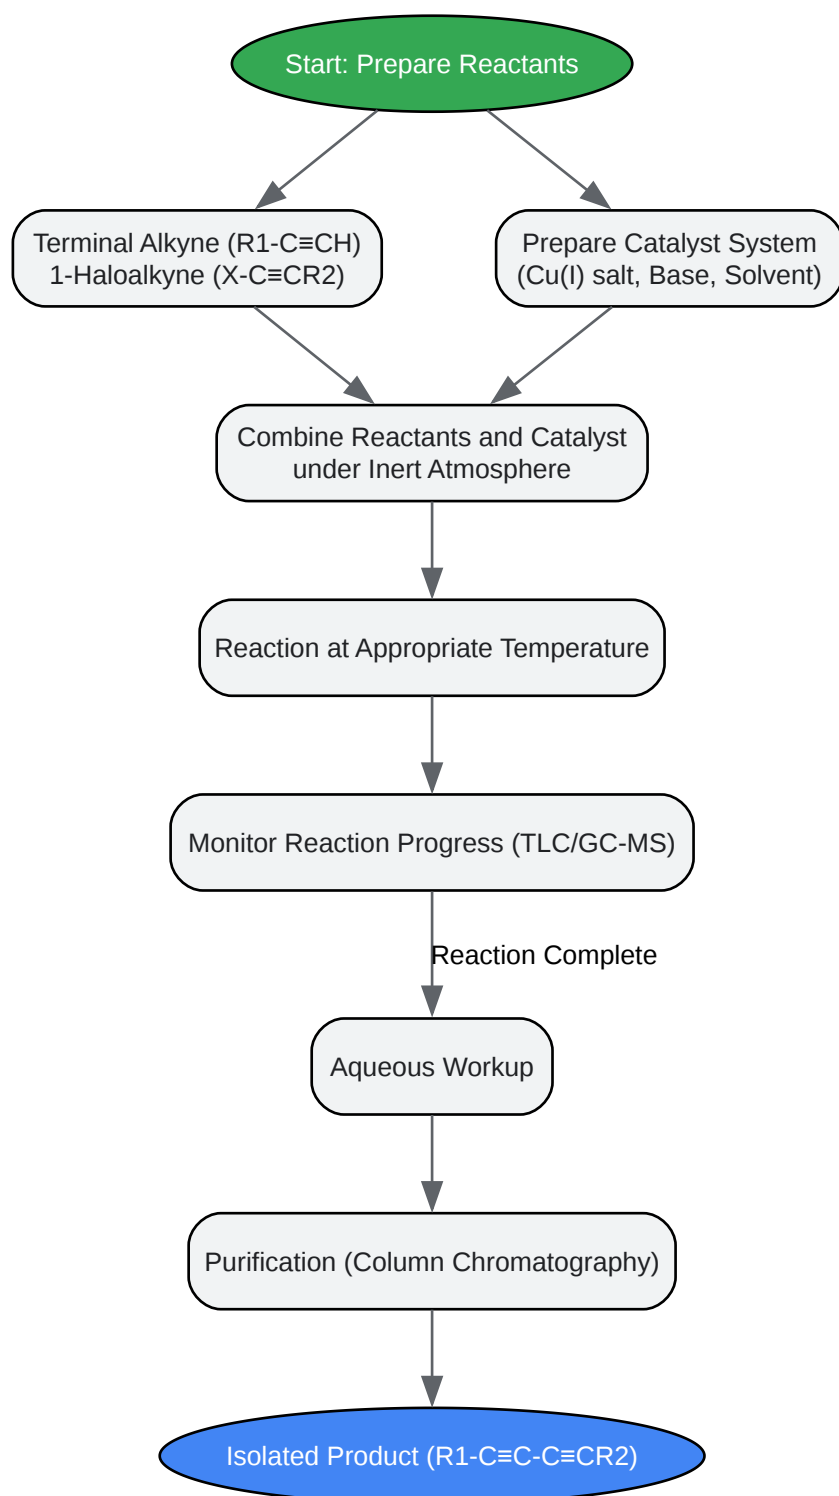 Start: Prepare Reactants
Terminal Alkyne (R1-C≡CH)
1-Haloalkyne (X-C≡CR2)
Prepare Catalyst System
(Cu(I) salt, Base, Solvent)
Combine Reactants and Catalyst
under Inert Atmosphere
Reaction at Appropriate Temperature
Monitor Reaction Progress (TLC/GC-MS)
Reaction Complete
Aqueous Workup
Purification (Column Chromatography)
Isolated Product (R1-C≡C-C≡CR2)